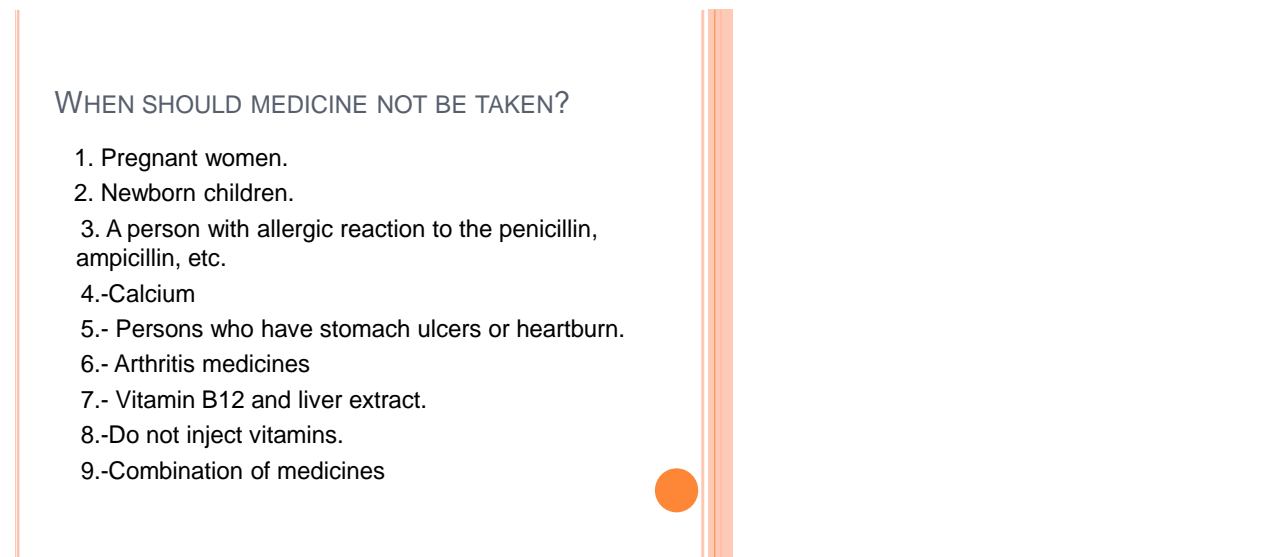 WHEN SHOULD MEDICINE NOT BE TAKEN?
1. Pregnant women.
2. Newborn children.
3. A person with allergic reaction to the penicillin,
ampicillin, etc.
4.-Calcium
5.- Persons who have stomach ulcers or heartburn.
6.- Arthritis medicines
7.- Vitamin B12 and liver extract.
8.-Do not inject vitamins.
9.-Combination of medicines